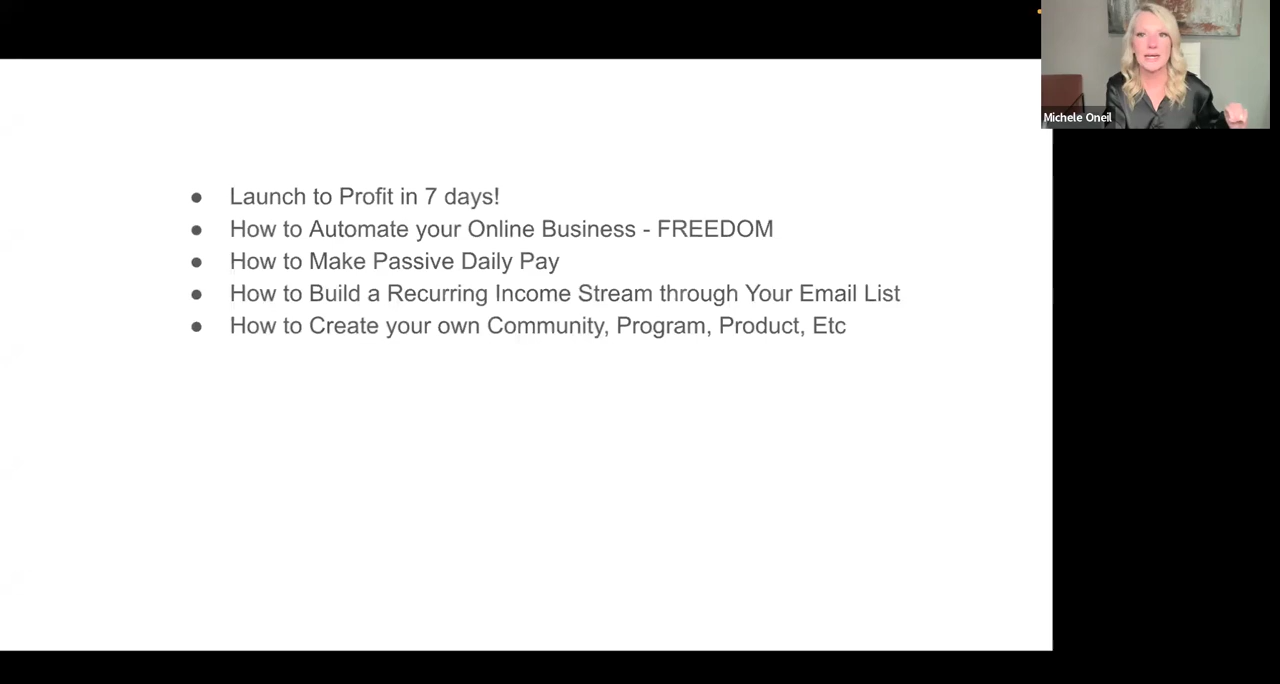 Michele Oneil
● Launch to Profit in 7 days!
● How to Automate your Online Business - FREEDOM
● How to Make Passive Daily Pay
● How to Build a Recurring Income Stream through Your Email List
● How to Create your own Community, Program, Product, Etc